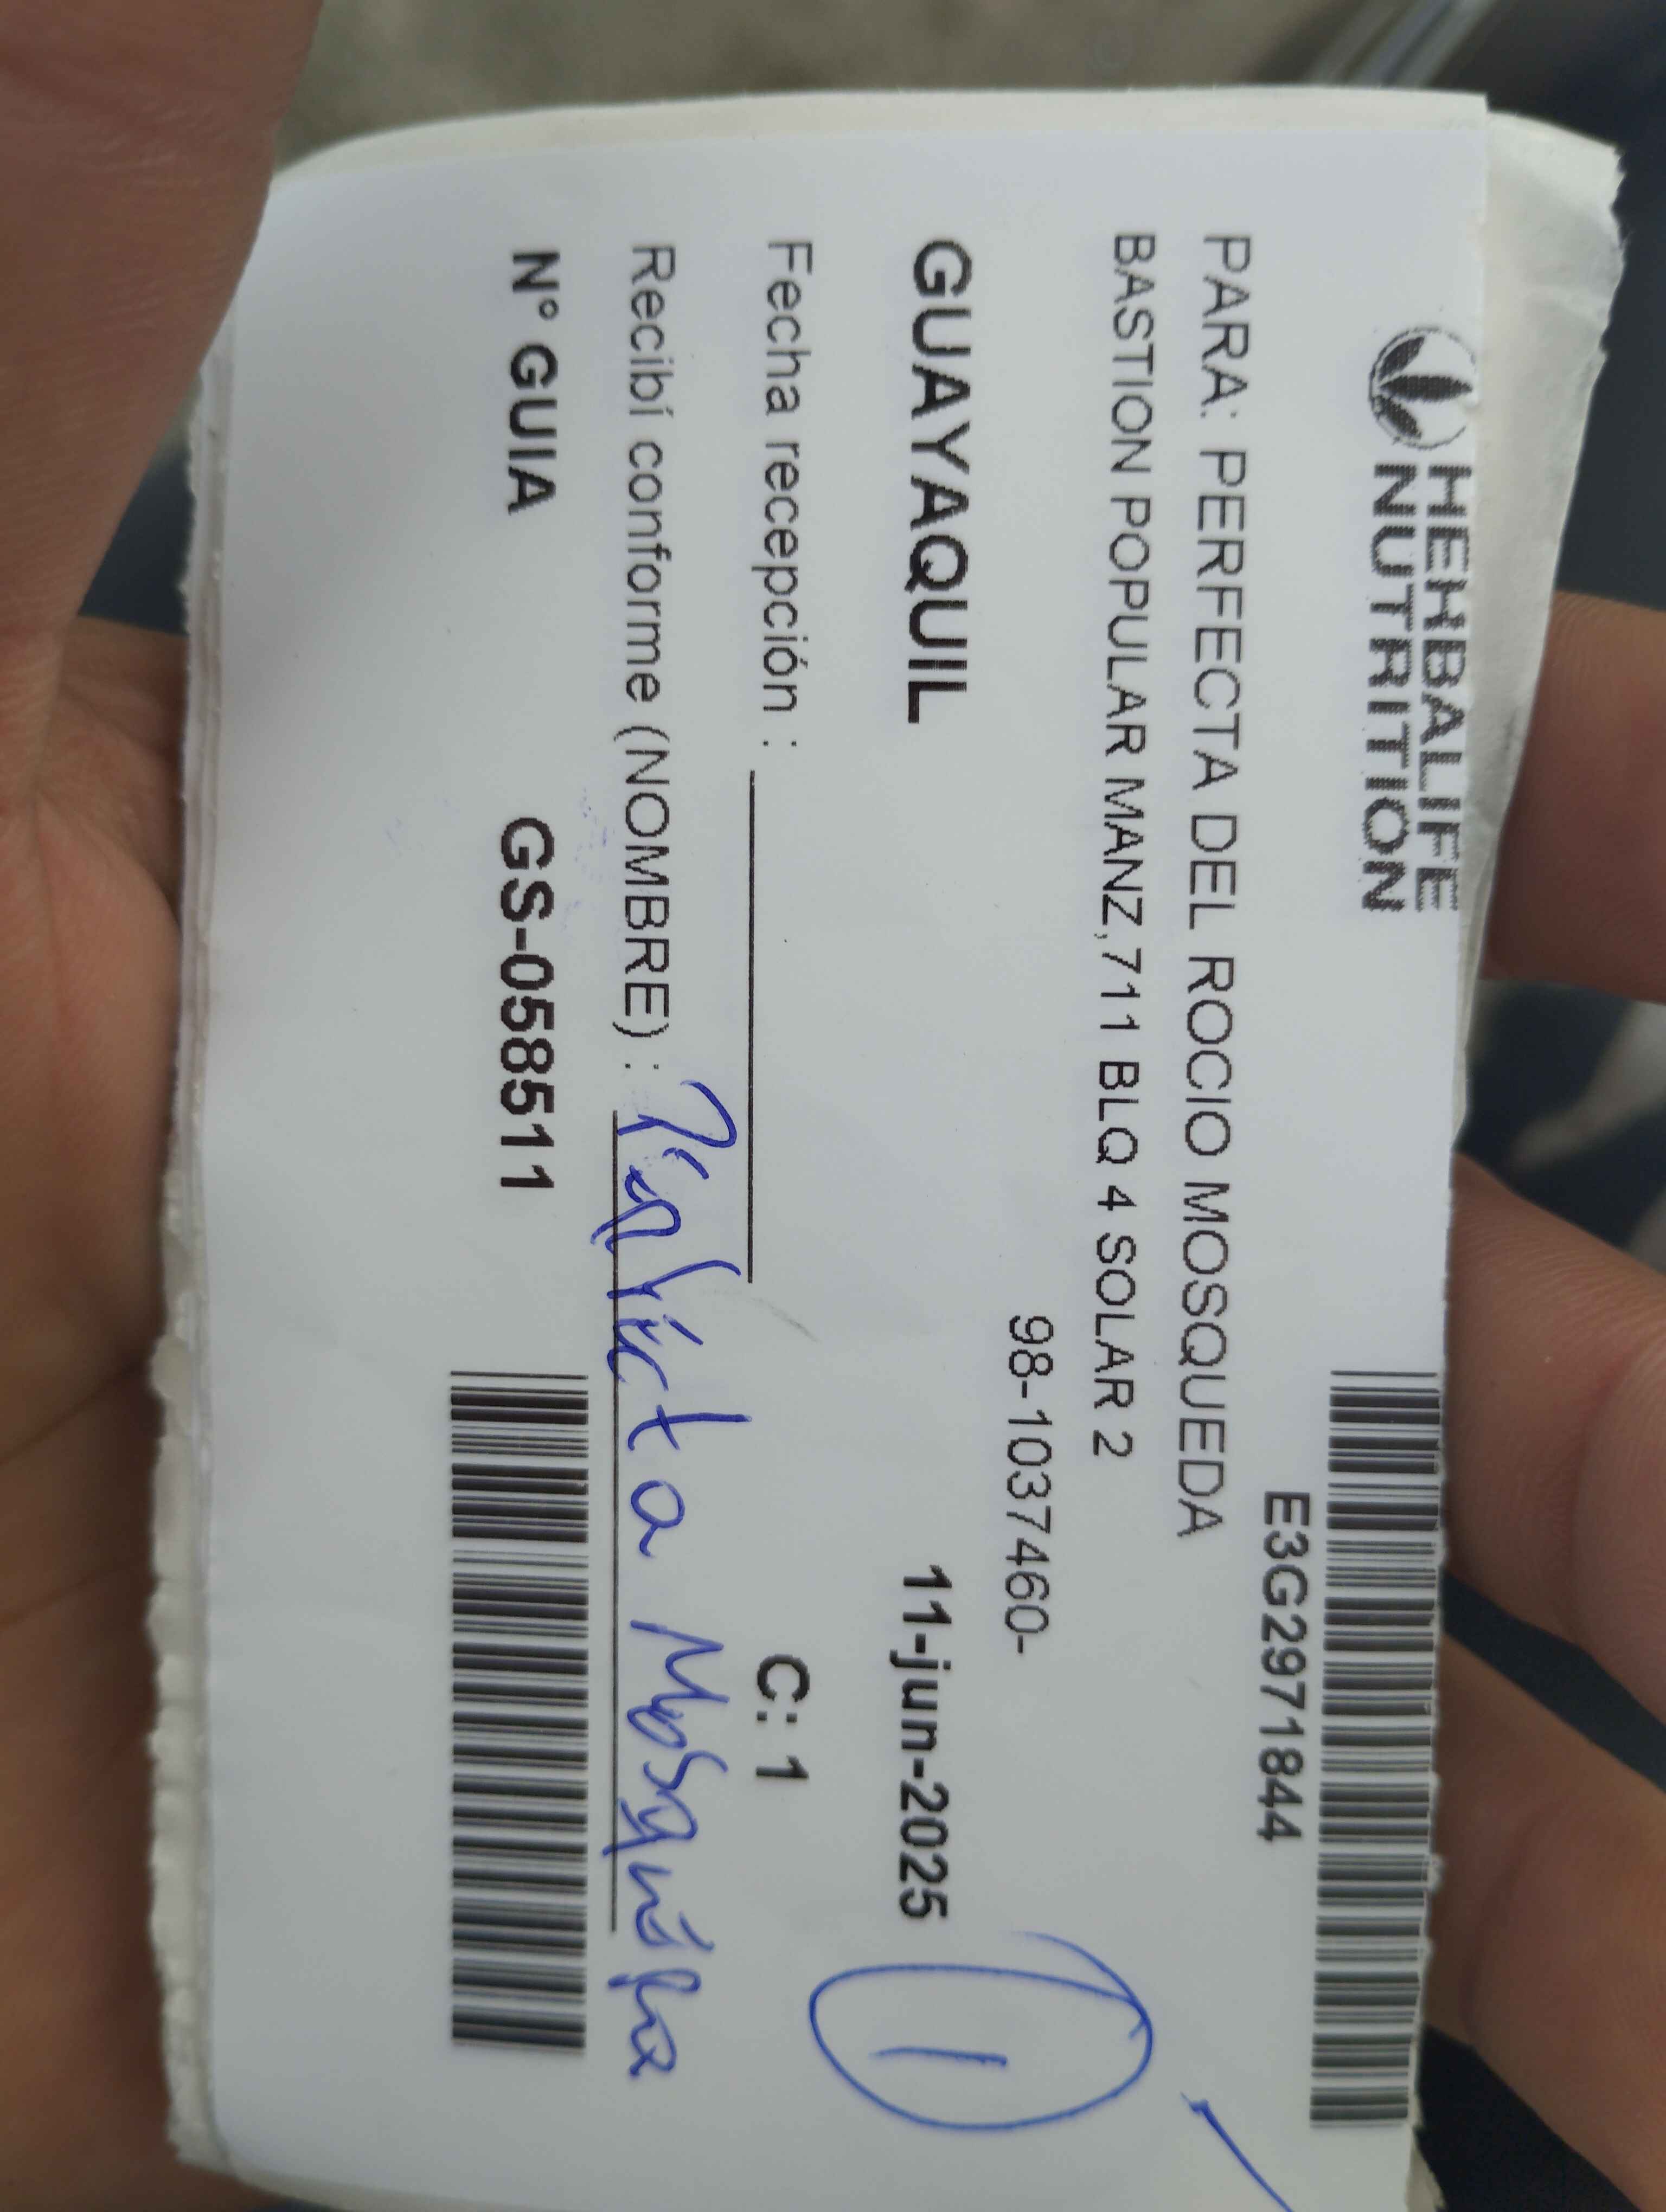 HERBALIFE
NUTRITION
E3G2971844
PARA: PERFECTA DEL ROCIO MOSQUEDA
BASTION POPULAR MANZ,711 BLQ 4 SOLAR 2
98-1037460-
GUAYAQUIL 11-jun-2025
1
Fecha recepción : C: 1
Recibí conforme (NOMBRE) : Perfecta Mosqueda
N° GUIA GS-058511